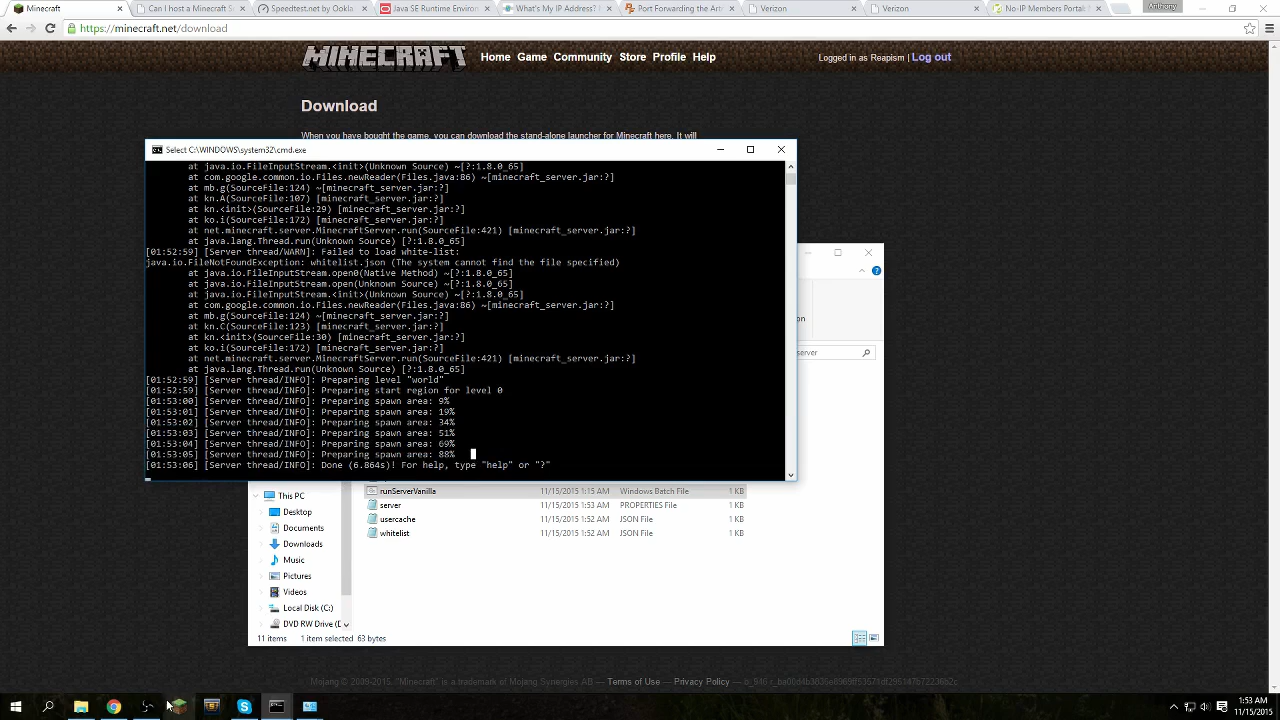 Minecraft
Can I host a Minecraft S
Speedtest.net by Ookla
Java SE Runtime Environ
What's My IP Address?
Port Forwarding the
Verizon
Verizon
No-IP Members Portal
Anthony
https://minecraft.net/download
MINECRAFT
Home Game Community Store Profile Help
Logged in as Reapism | Log out
Download
When you have bought the game, you can download the stand-alone launcher for Minecraft here. It will
Select C:\WINDOWS\system32\cmd.exe
at java.io.FileInputStream.<init>(Unknown Source) ~[?:1.8.0_65]
at com.google.common.io.Files.newReader(Files.java:86) ~[minecraft_server.jar:?]
at mb.g(SourceFile:124) ~[minecraft_server.jar:?]
at kn.A(SourceFile:107) [minecraft_server.jar:?]
at kn.<init>(SourceFile:29) [minecraft_server.jar:?]
at ko.i(SourceFile:172) [minecraft_server.jar:?]
at net.minecraft.server.MinecraftServer.run(SourceFile:421) [minecraft_server.jar:?]
at java.lang.Thread.run(Unknown Source) [?:1.8.0_65]
[01:52:59] [Server thread/WARN]: Failed to load white-list:
java.io.FileNotFoundException: whitelist.json (The system cannot find the file specified)
at java.io.FileInputStream.open0(Native Method) ~[?:1.8.0_65]
at java.io.FileInputStream.open(Unknown Source) ~[?:1.8.0_65]
at java.io.FileInputStream.<init>(Unknown Source) ~[?:1.8.0_65]
at com.google.common.io.Files.newReader(Files.java:86) ~[minecraft_server.jar:?]
at mb.g(SourceFile:124) ~[minecraft_server.jar:?]
at kn.C(SourceFile:123) [minecraft_server.jar:?]
at kn.<init>(SourceFile:30) [minecraft_server.jar:?]
at ko.i(SourceFile:172) [minecraft_server.jar:?]
at net.minecraft.server.MinecraftServer.run(SourceFile:421) [minecraft_server.jar:?]
at java.lang.Thread.run(Unknown Source) [?:1.8.0_65]
[01:52:59] [Server thread/INFO]: Preparing level "world"
[01:52:59] [Server thread/INFO]: Preparing start region for level 0
[01:53:00] [Server thread/INFO]: Preparing spawn area: 9%
[01:53:01] [Server thread/INFO]: Preparing spawn area: 19%
[01:53:02] [Server thread/INFO]: Preparing spawn area: 34%
[01:53:03] [Server thread/INFO]: Preparing spawn area: 51%
[01:53:04] [Server thread/INFO]: Preparing spawn area: 69%
[01:53:05] [Server thread/INFO]: Preparing spawn area: 88%
[01:53:06] [Server thread/INFO]: Done (6.864s)! For help, type "help" or "?"
on
server
This PC
Desktop
Documents
Downloads
Music
Pictures
Videos
Local Disk (C:)
DVD RW Drive (E
runServerVanilla 11/15/2015 1:15 AM Windows Batch File 1 KB
server 11/15/2015 1:53 AM PROPERTIES File 1 KB
usercache 11/15/2015 1:52 AM JSON File 1 KB
whitelist 11/15/2015 1:52 AM JSON File 1 KB
11 items 1 item selected 63 bytes
Mojang © 2009-2015. "Minecraft" is a trademark of Mojang Synergies AB — Terms of Use — Privacy Policy —
1:53 AM
11/15/2015